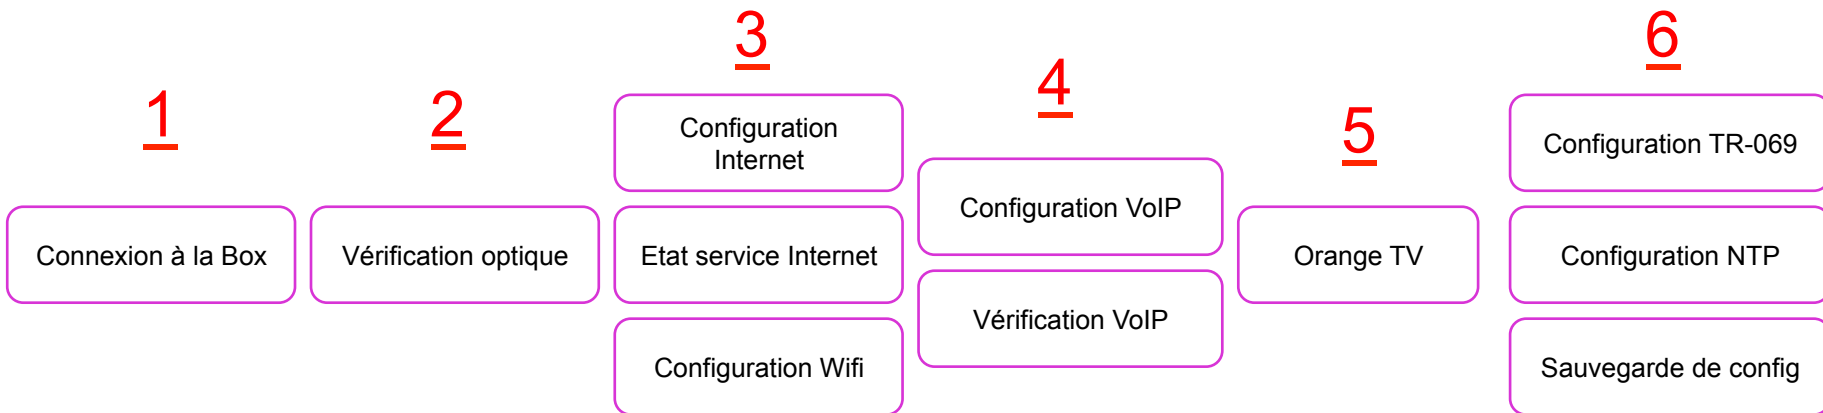 1
Connexion à la Box
2
Vérification optique
3
Configuration
Internet
Etat service Internet
Configuration Wifi
4
Configuration VoIP
Vérification VoIP
5
Orange TV
6
Configuration TR-069
Configuration NTP
Sauvegarde de config